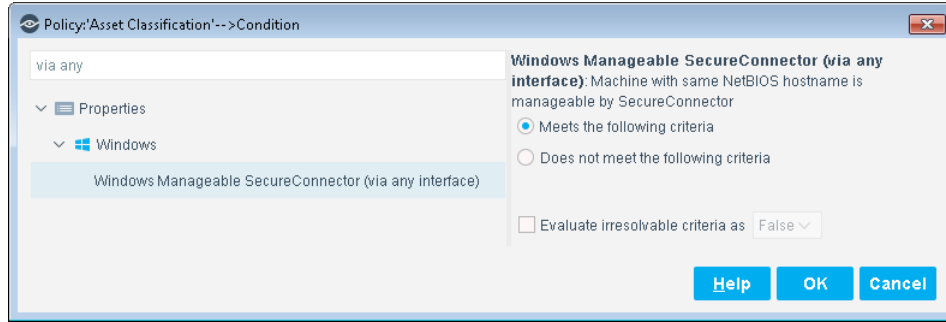 Policy:'Asset Classification'-->Condition
via any
Properties
Windows
Windows Manageable SecureConnector (via any interface)
Windows Manageable SecureConnector (via any
interface): Machine with same NetBIOS hostname is
manageable by SecureConnector
Meets the following criteria
Does not meet the following criteria
Evaluate irresolvable criteria as False
Help OK Cancel